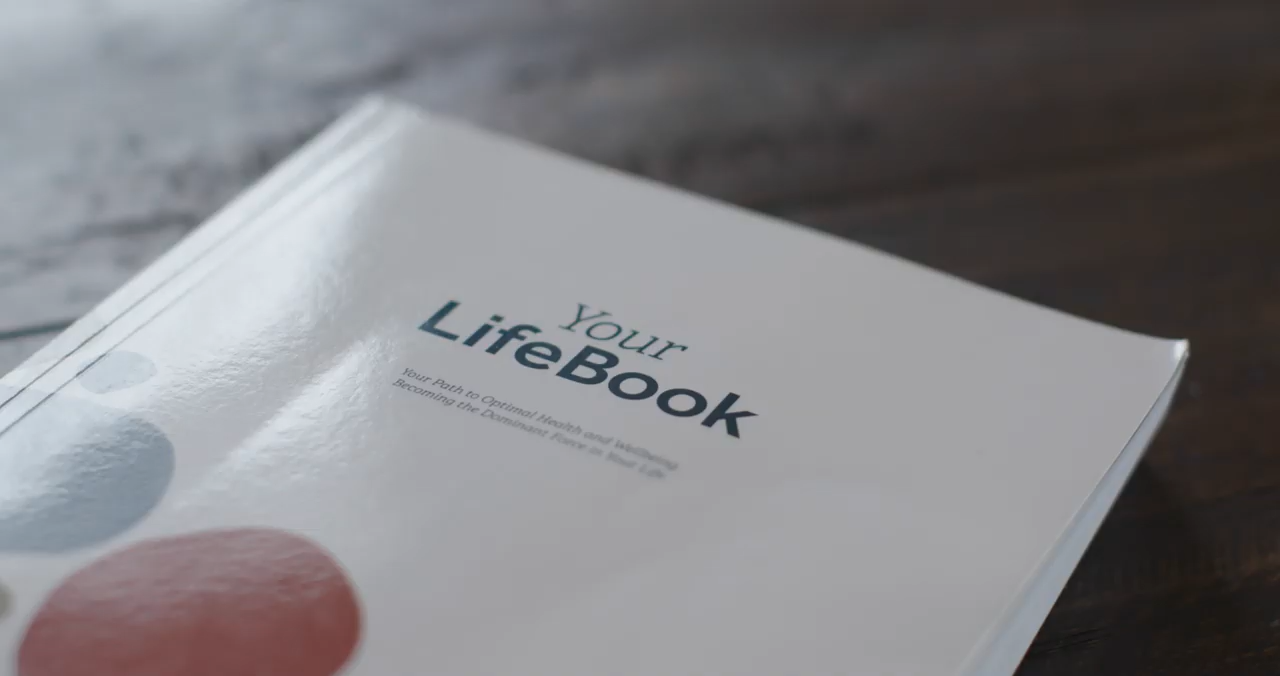 Your
LifeBook
Your Path to Optimal Health and Wellbeing
Becoming the Dominant Force in Your Life